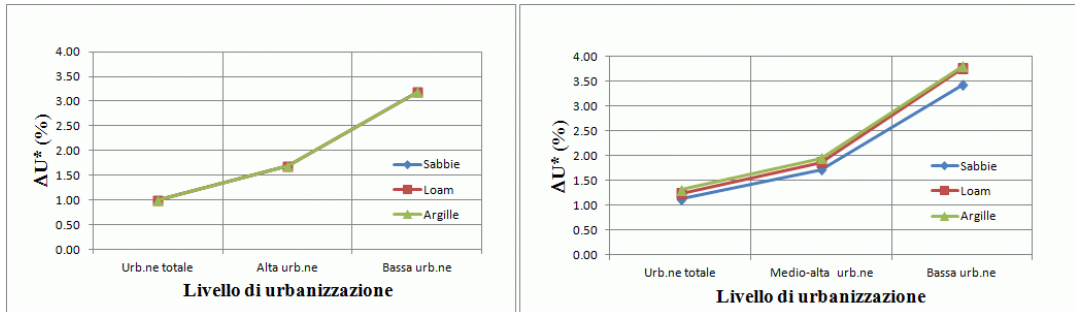 4.00
3.50
3.00
2.50
2.00
1.50
1.00
0.50
0.00
ΔU* (%)
Sabbie
Loam
Argille
Urb.ne totale Alta urb.ne Bassa urb.ne
Livello di urbanizzazione
4.00
3.50
3.00
2.50
2.00
1.50
1.00
0.50
0.00
ΔU* (%)
Sabbie
Loam
Argille
Urb.ne totale Medio-alta urb.ne Bassa urb.ne
Livello di urbanizzazione